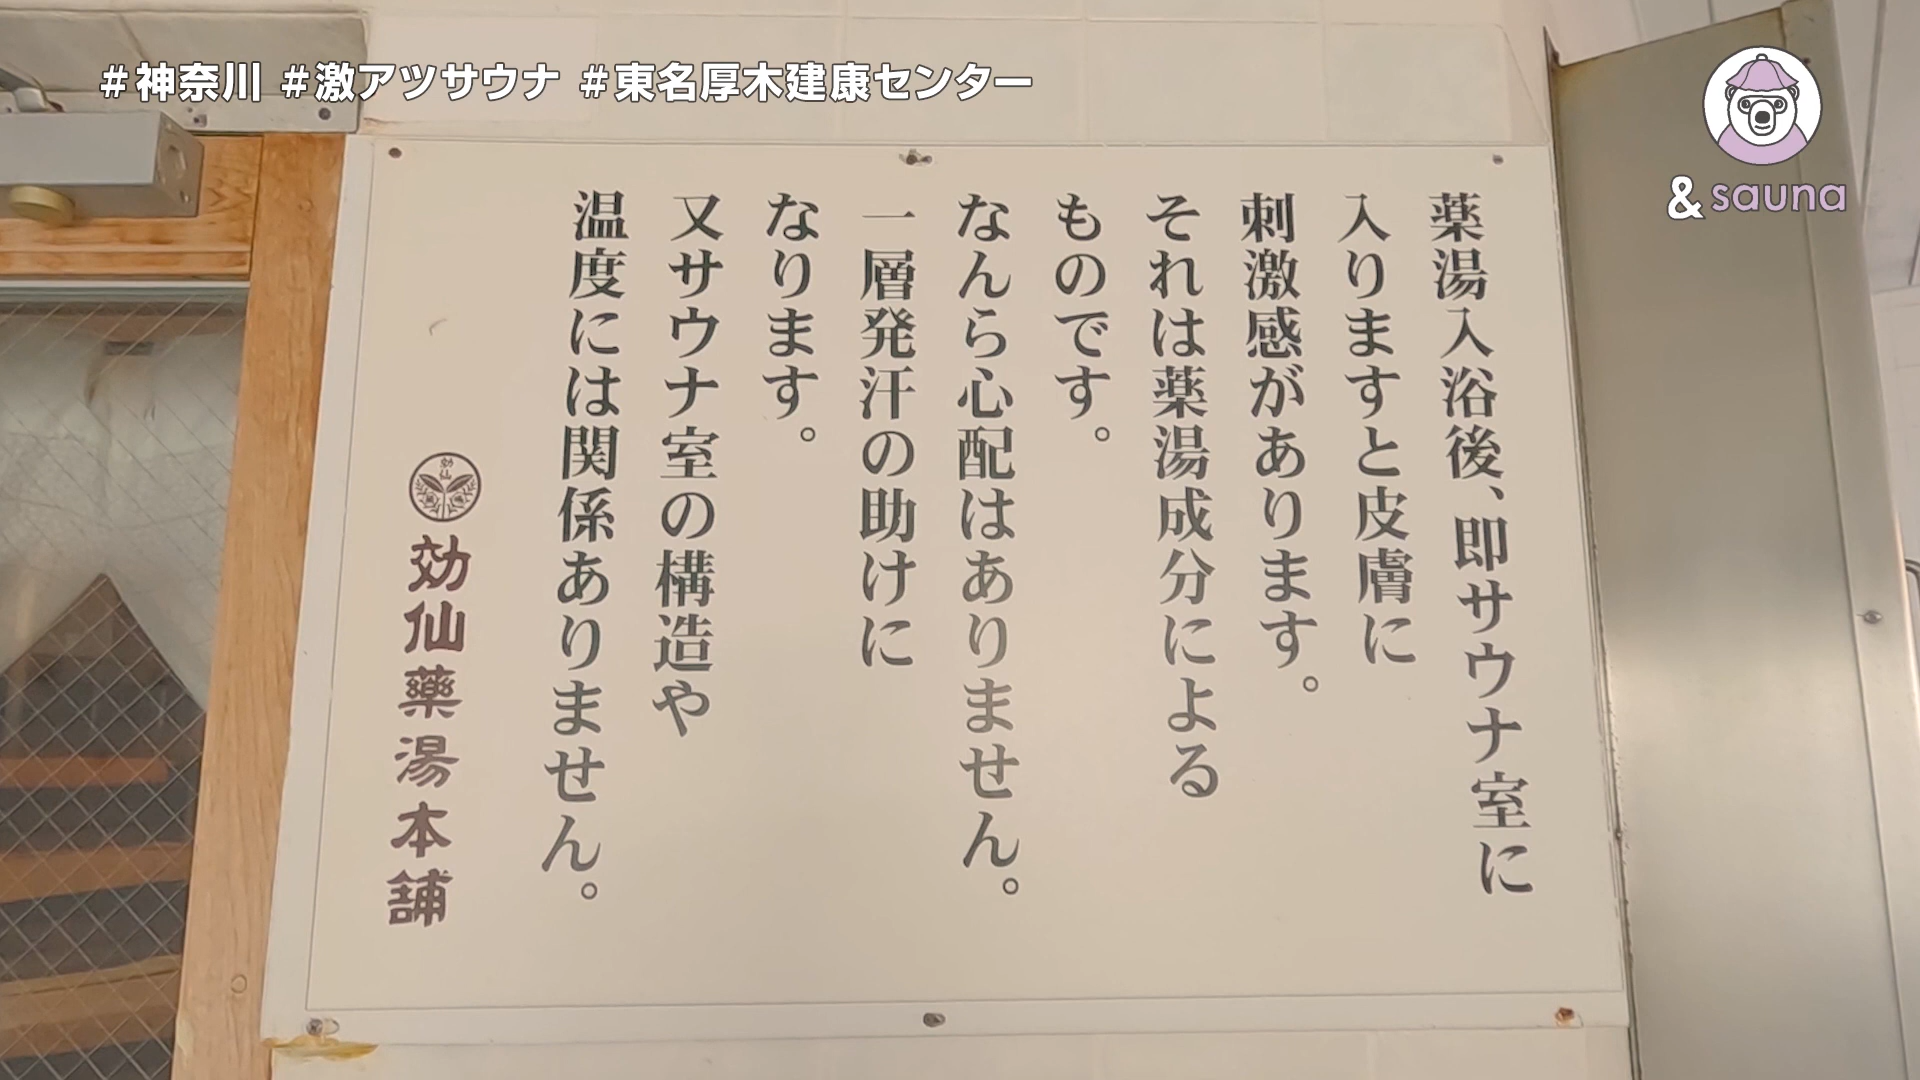 #神奈川 #激アツサウナ #東名厚木建康センター
& sauna
薬湯入浴後、即サウナ室に
入りますと皮膚に
刺激感があります。
それは薬湯成分による
ものです。
なんら心配はありません。
一層発汗の助けに
なります。
又サウナ室の構造や
温度には関係ありません。
効仙薬湯本舗